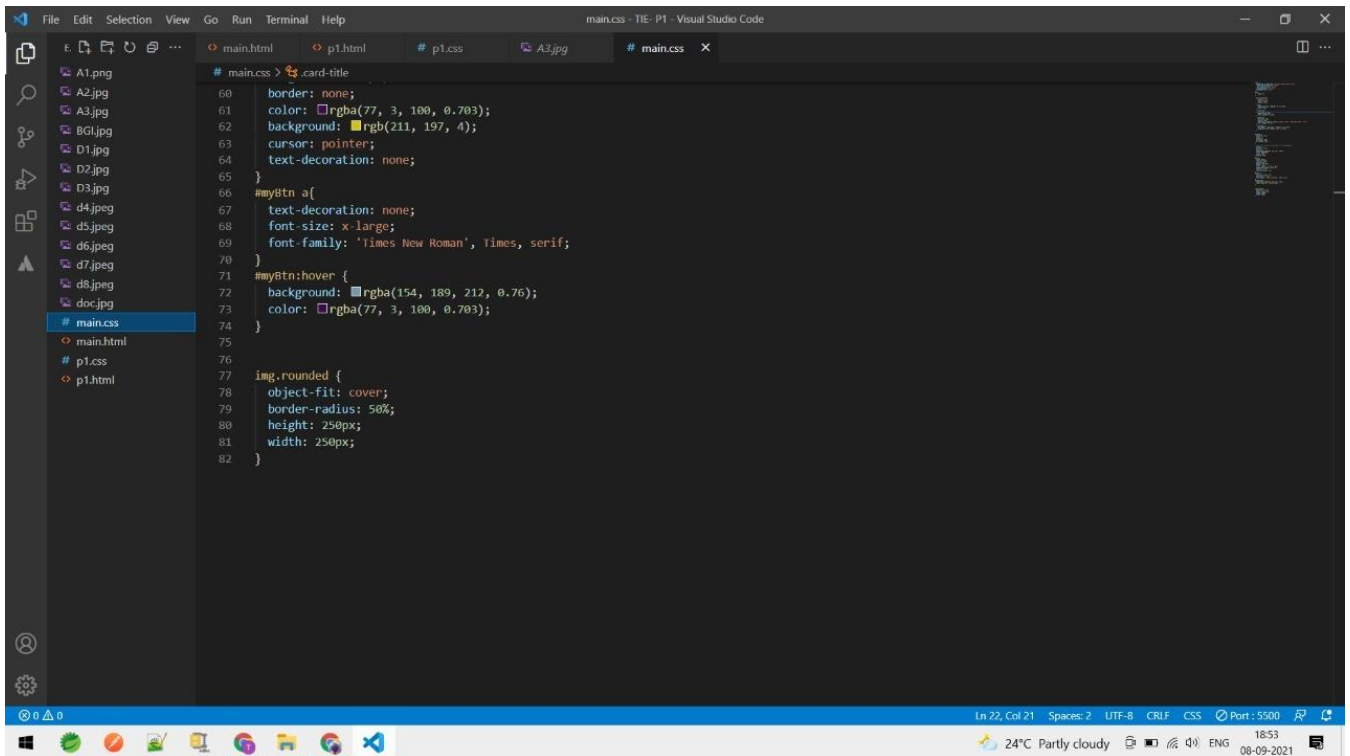 File Edit Selection View Go Run Terminal Help
main.css - TIE- P1 - Visual Studio Code
E.
main.html
p1.html
# p1.css
A3.jpg
# main.css
# main.css > .card-title
A1.png
A2.jpg
A3.jpg
BGI.jpg
D1.jpg
D2.jpg
D3.jpg
d4.jpeg
d5.jpeg
d6.jpeg
d7.jpeg
d8.jpeg
doc.jpg
# main.css
main.html
# p1.css
p1.html
60 border: none;
61 color: rgba(77, 3, 100, 0.703);
62 background: rgb(211, 197, 4);
63 cursor: pointer;
64 text-decoration: none;
65 }
66 #myBtn a{
67 text-decoration: none;
68 font-size: x-large;
69 font-family: 'Times New Roman', Times, serif;
70 }
71 #myBtn:hover {
72 background: rgba(154, 189, 212, 0.76);
73 color: rgba(77, 3, 100, 0.703);
74 }
75
76
77 img.rounded {
78 object-fit: cover;
79 border-radius: 50%;
80 height: 250px;
81 width: 250px;
82 }
0 0
Ln 22, Col 21 Spaces: 2 UTF-8 CRLF CSS Port : 5500
24°C Partly cloudy ENG
18:53
08-09-2021